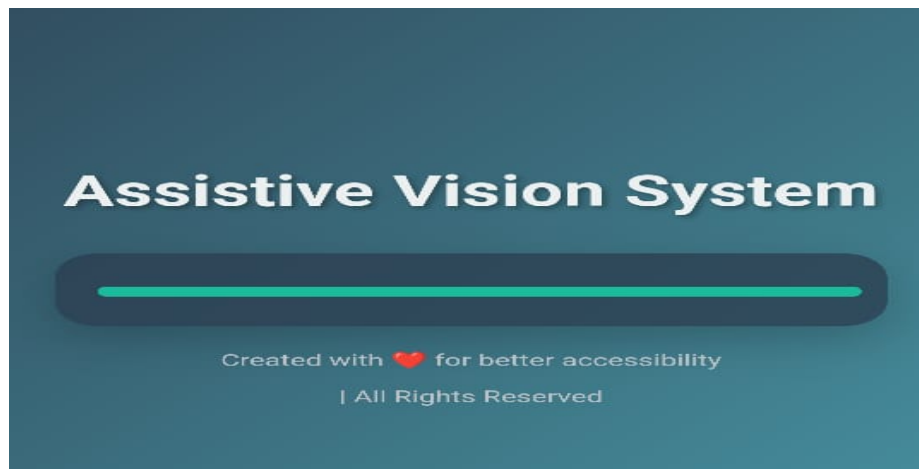 Assistive Vision System
Created with ❤️ for better accessibility
| All Rights Reserved